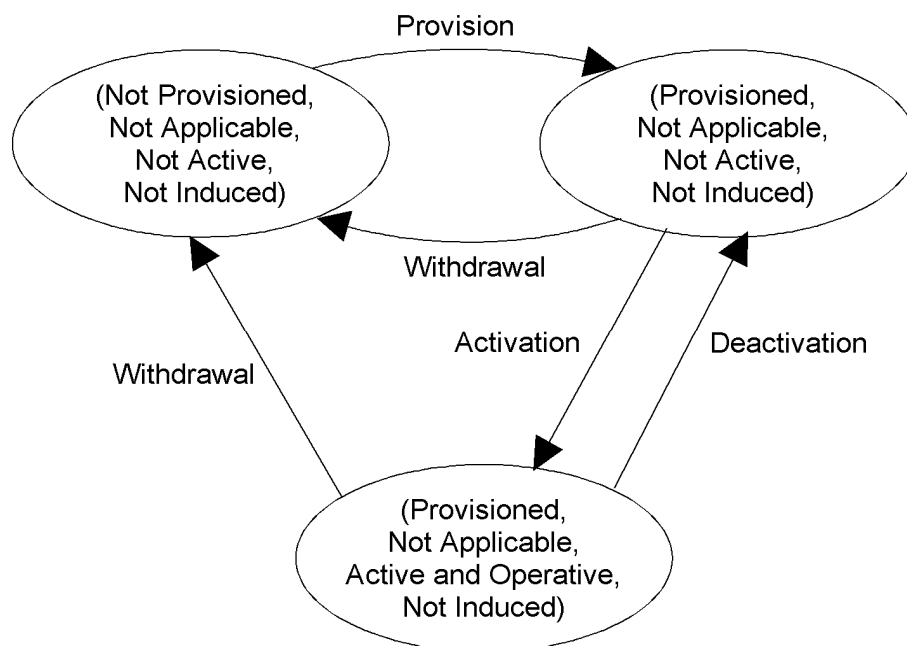 Provision
(Not Provisioned,
Not Applicable,
Not Active,
Not Induced)
(Provisioned,
Not Applicable,
Not Active,
Not Induced)
Withdrawal
Activation
Deactivation
Withdrawal
(Provisioned,
Not Applicable,
Active and Operative,
Not Induced)